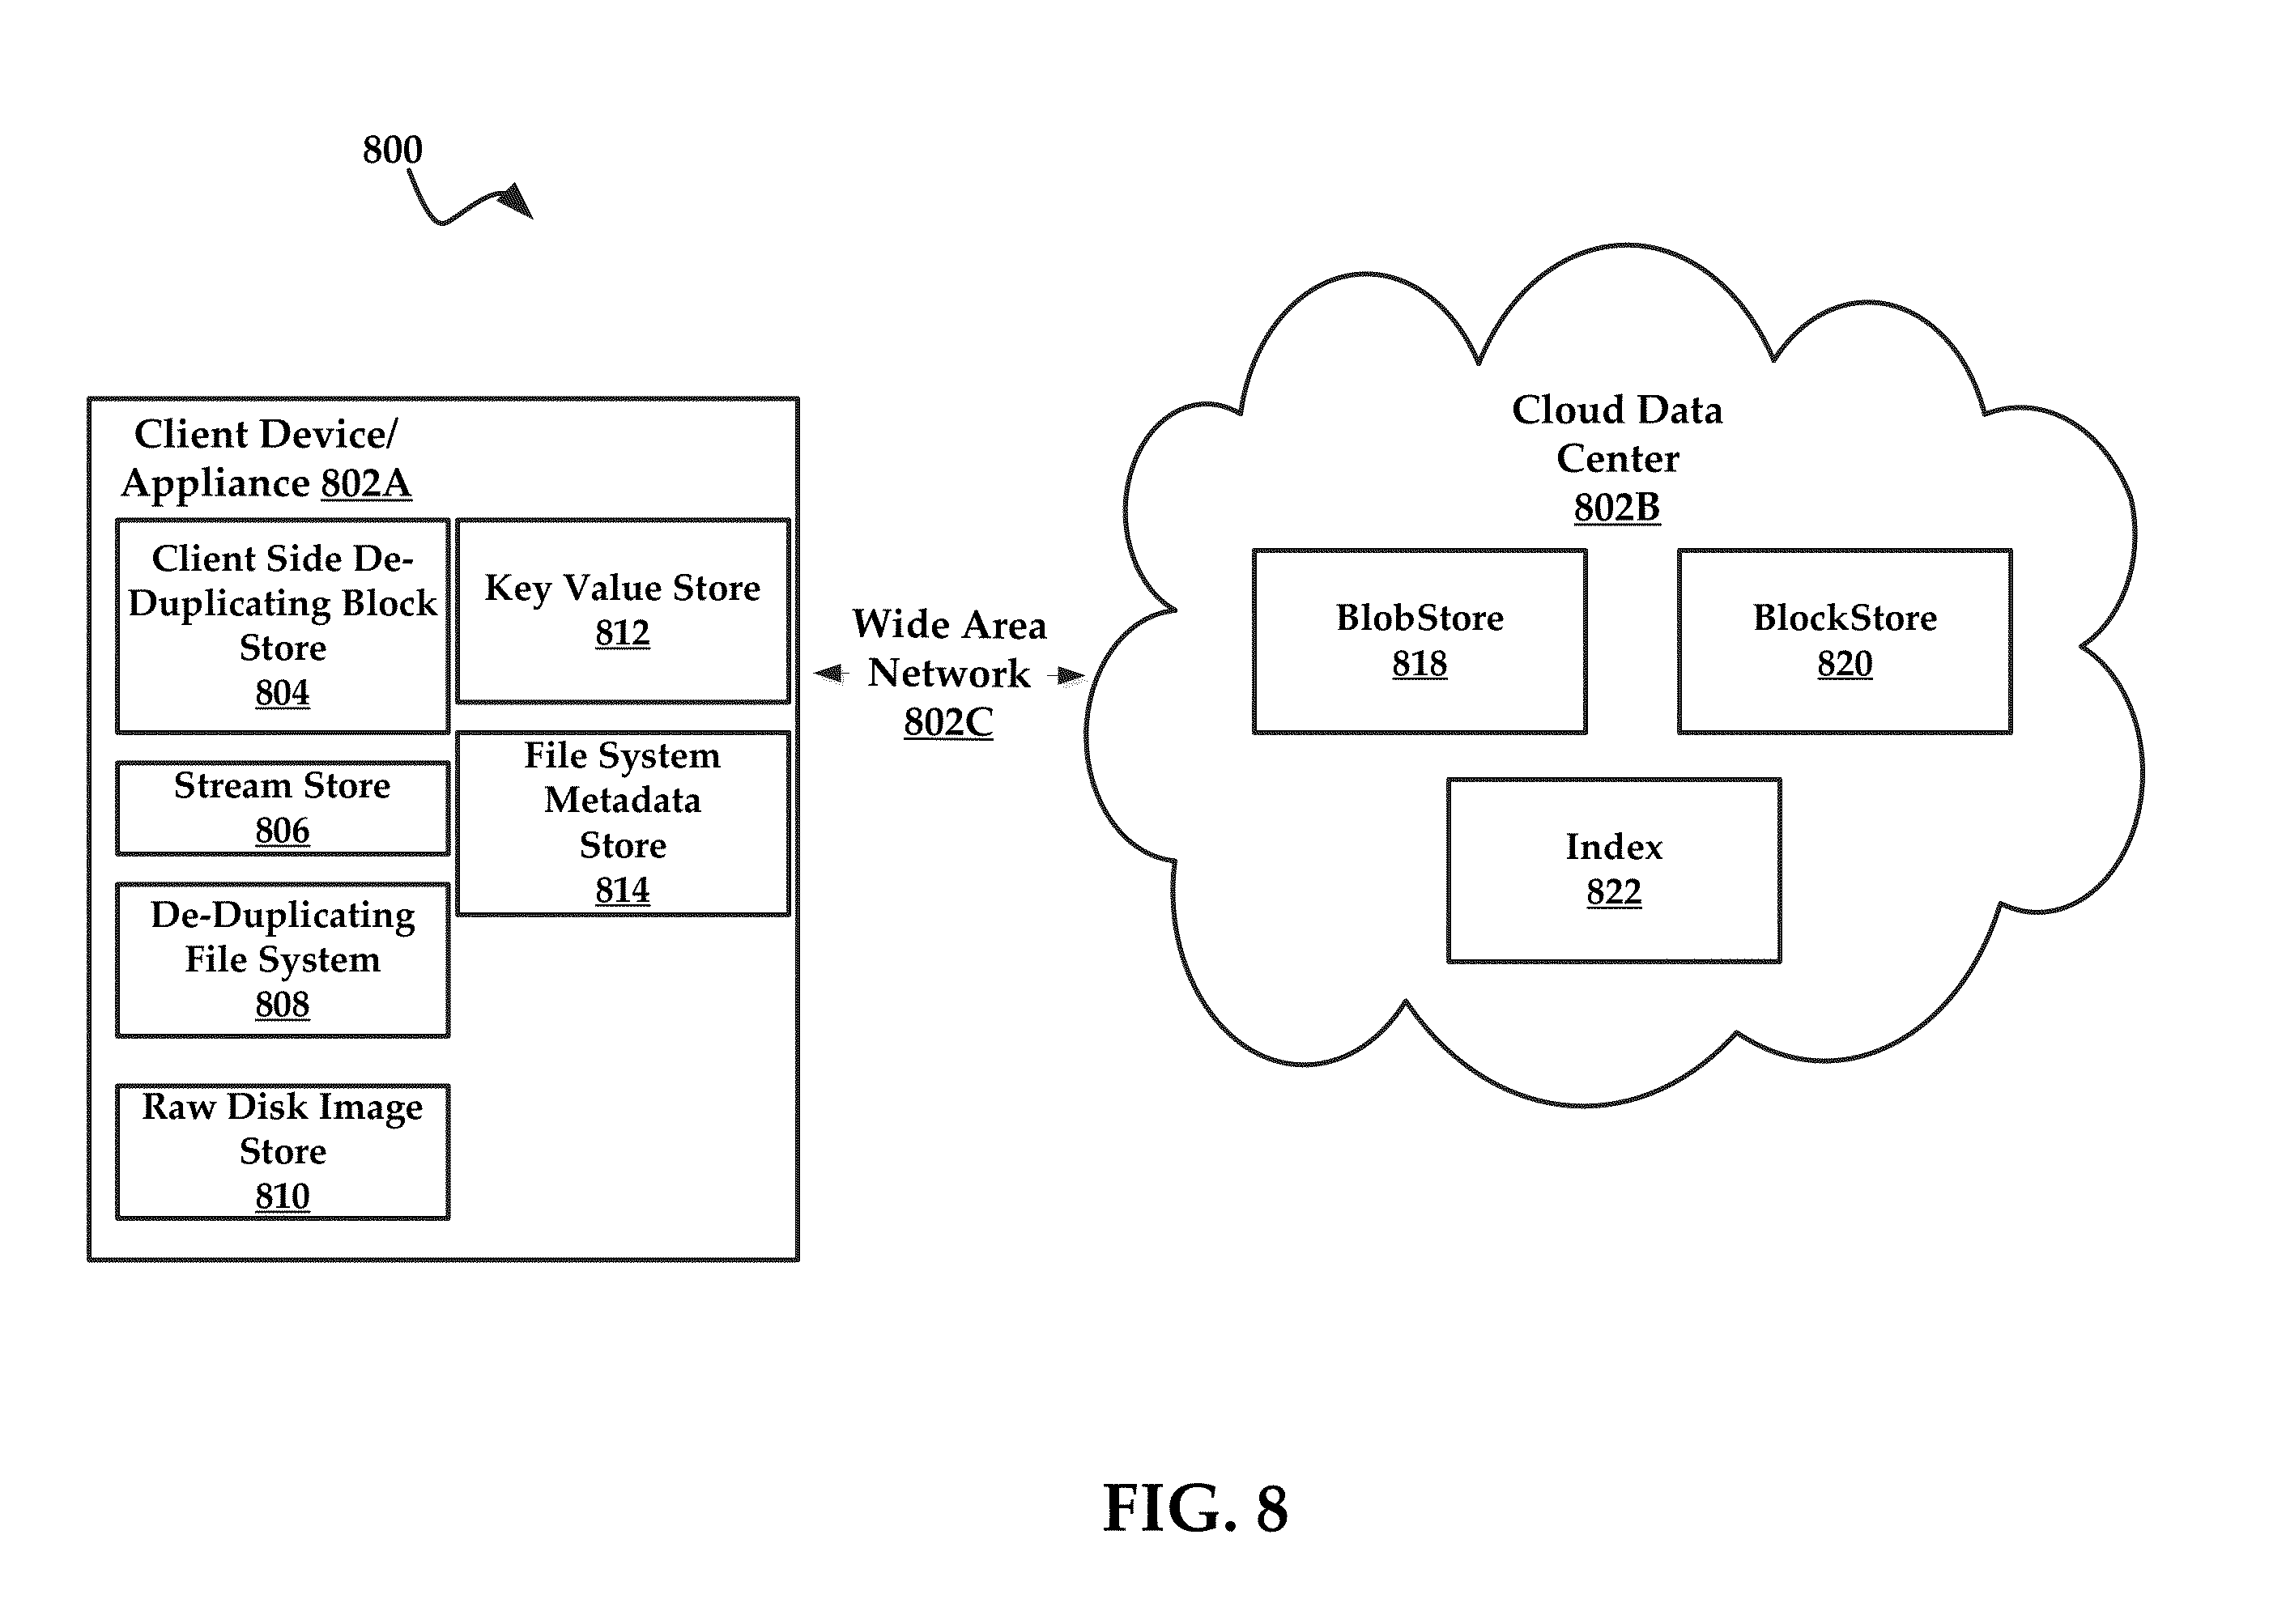 800
Client Device/
Appliance 802A
Client Side De-
Duplicating Block
Store
804
Key Value Store
812
Stream Store
806
File System
Metadata
Store
814
De-Duplicating
File System
808
Raw Disk Image
Store
810
Wide Area
Network
802C
Cloud Data
Center
802B
BlobStore
818
BlockStore
820
Index
822
FIG. 8